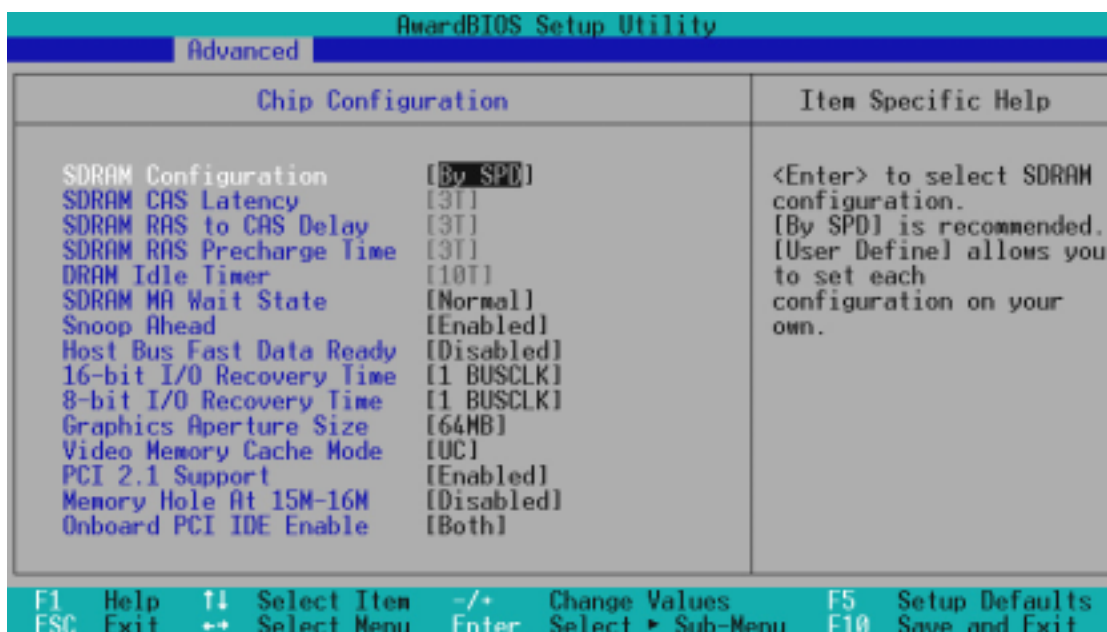 AwardBIOS Setup Utility
Advanced
Chip Configuration
SDRAM Configuration [By SPD]
SDRAM CAS Latency [3T]
SDRAM RAS to CAS Delay [3T]
SDRAM RAS Precharge Time [3T]
DRAM Idle Timer [10T]
SDRAM MA Wait State [Normal]
Snoop Ahead [Enabled]
Host Bus Fast Data Ready [Disabled]
16-bit I/O Recovery Time [1 BUSCLK]
8-bit I/O Recovery Time [1 BUSCLK]
Graphics Aperture Size [64MB]
Video Memory Cache Mode [UC]
PCI 2.1 Support [Enabled]
Memory Hole At 15M-16M [Disabled]
Onboard PCI IDE Enable [Both]
Item Specific Help
<Enter> to select SDRAM
configuration.
[By SPD] is recommended.
[User Define] allows you
to set each
configuration on your
own.
F1 Help ↑↓ Select Item -/+ Change Values F5 Setup Defaults
ESC Exit ←→ Select Menu Enter Select ► Sub-Menu F10 Save and Exit